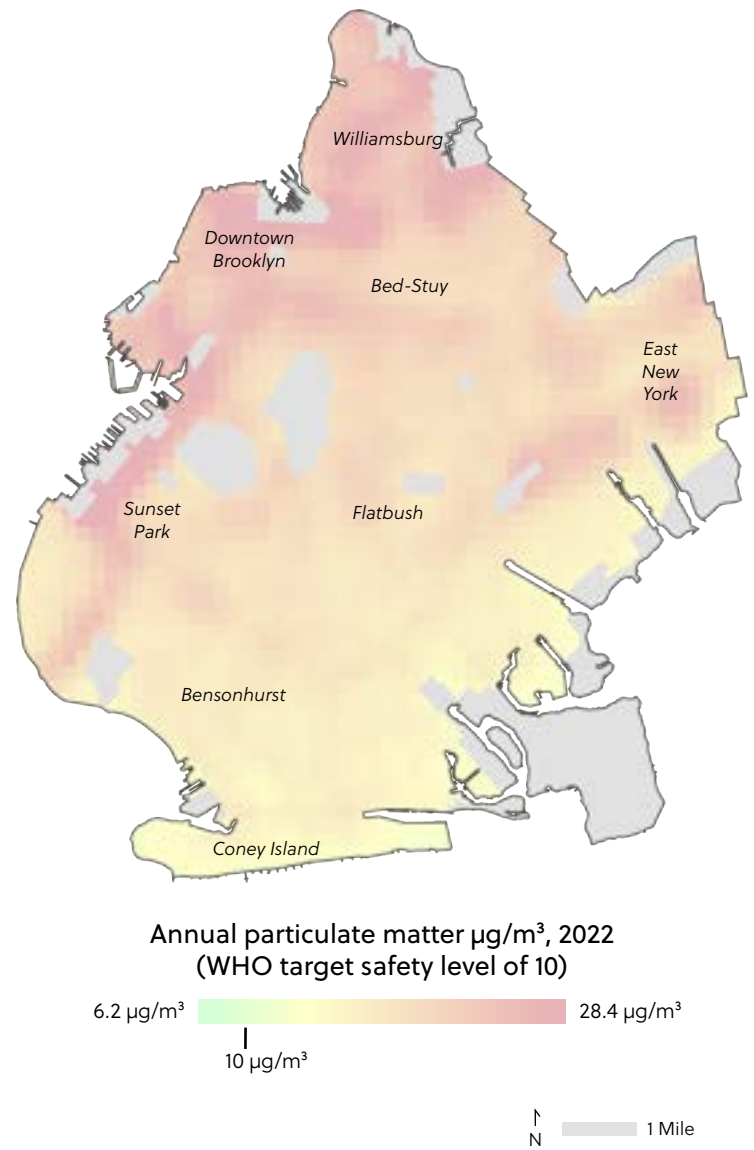 Williamsburg
Downtown
Brooklyn
Bed-Stuy
East
New
York
Sunset
Park
Flatbush
Bensonhurst
Coney Island
Annual particulate matter µg/m³, 2022
(WHO target safety level of 10)
6.2 µg/m³
28.4 µg/m³
10 µg/m³
N
1 Mile